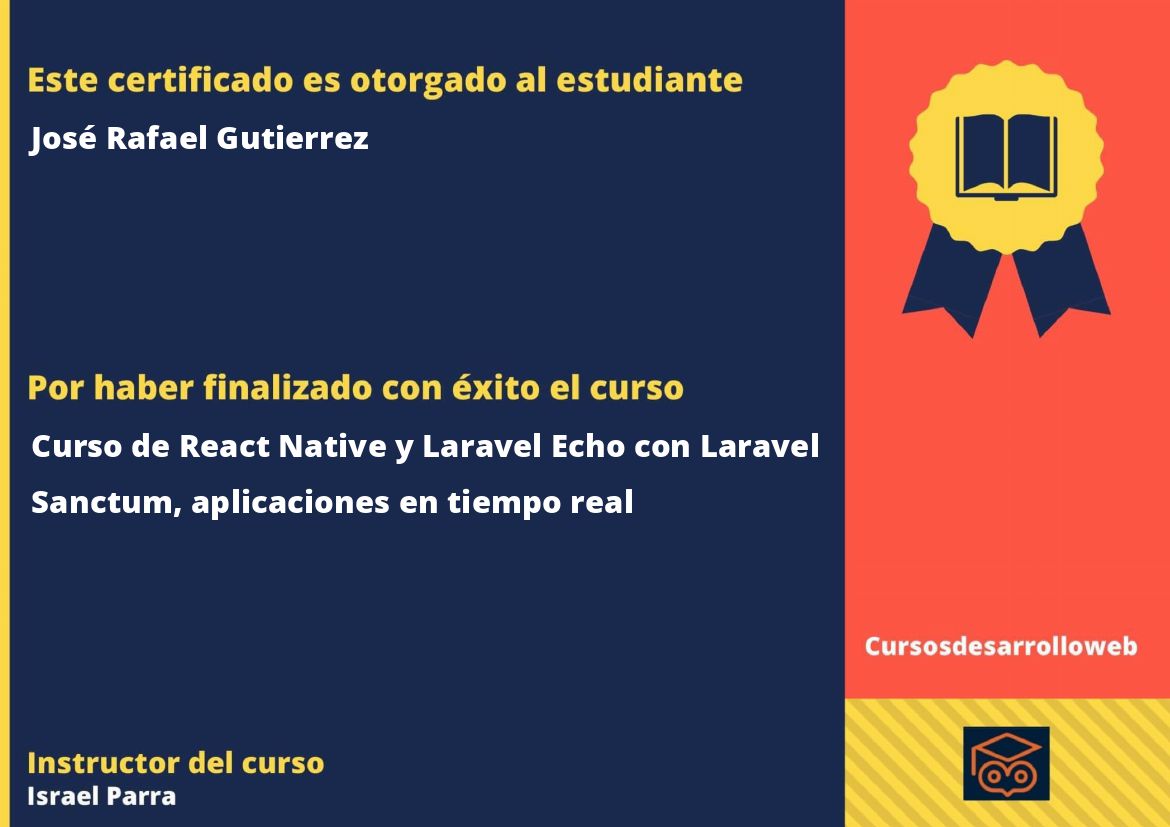 Este certificado es otorgado al estudiante
José Rafael Gutierrez
Por haber finalizado con éxito el curso
Curso de React Native y Laravel Echo con Laravel
Sanctum, aplicaciones en tiempo real
Cursosdesarrolloweb
Instructor del curso
Israel Parra